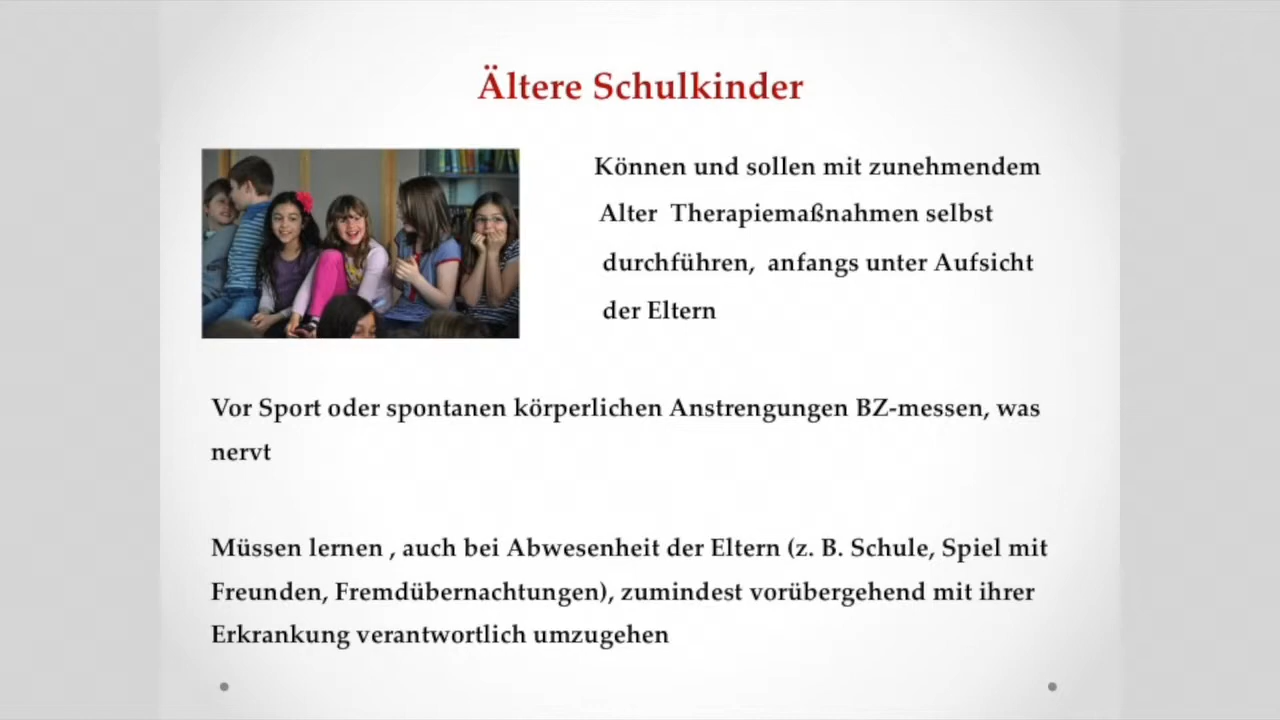 Ältere Schulkinder
Können und sollen mit zunehmendem
Alter Therapiemaßnahmen selbst
durchführen, anfangs unter Aufsicht
der Eltern
Vor Sport oder spontanen körperlichen Anstrengungen BZ-messen, was
nervt
Müssen lernen , auch bei Abwesenheit der Eltern (z. B. Schule, Spiel mit
Freunden, Fremdübernachtungen), zumindest vorübergehend mit ihrer
Erkrankung verantwortlich umzugehen